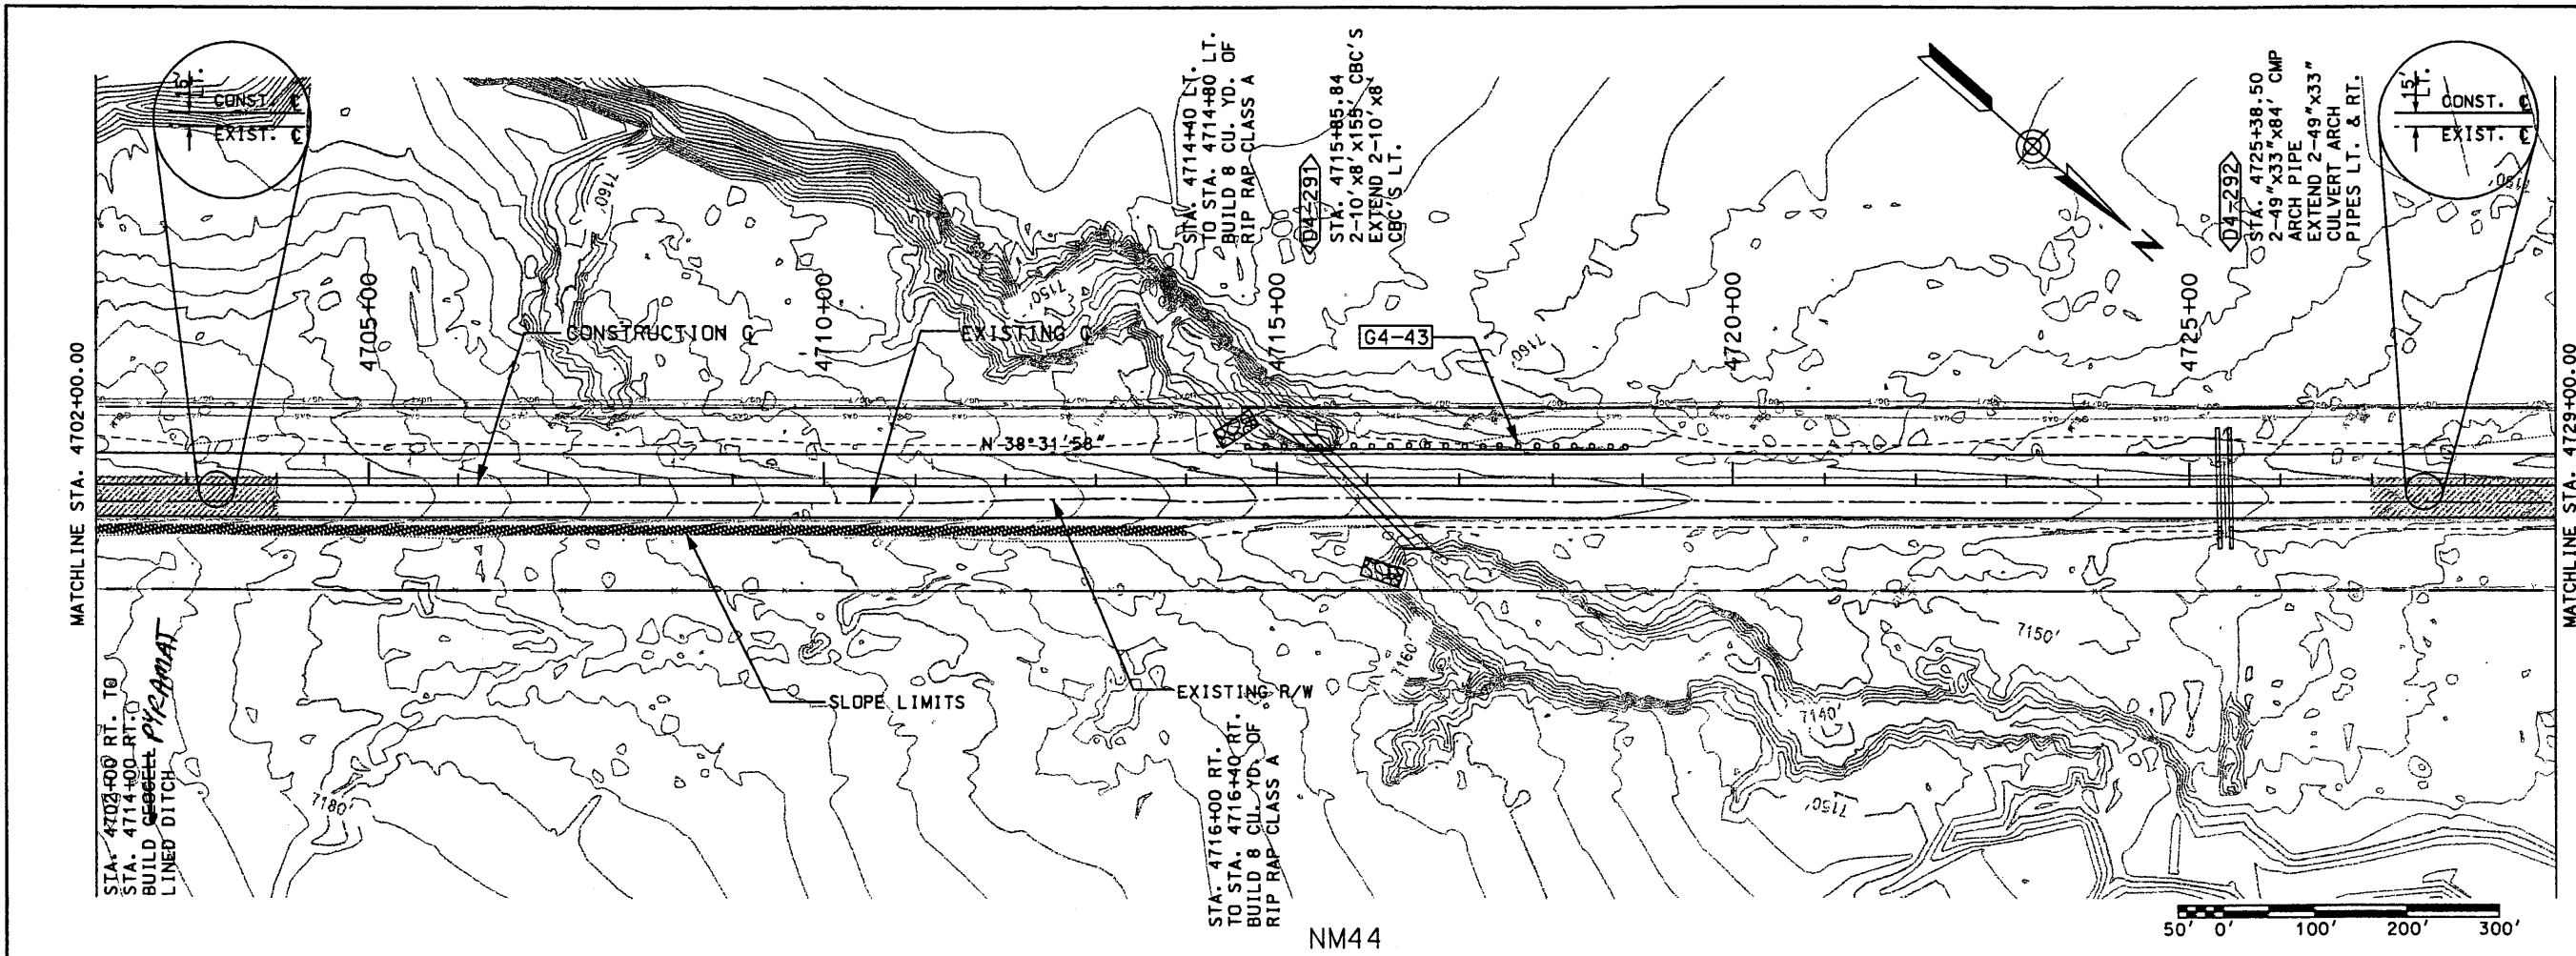 CONST. ℄
EXIST. ℄
STA. 4714+40 LT.
TO STA. 4714+80 LT.
BUILD 8 CU. YD. OF
RIP RAP CLASS A
D4-291
STA. 4715+85.84
2-10'x8'x155' CBC'S
EXTEND 2-10'x8'
CBC'S LT.
N
D4-292
STA. 4725+38.50
2-49"x33"x84' CMP
ARCH PIPE
EXTEND 2-49"x33"
CULVERT ARCH
PIPES LT. & RT.
15'
LT.
CONST. ℄
EXIST. ℄
7150'
7160'
7150'
4705+00
4710+00
4715+00
4720+00
4725+00
CONSTRUCTION ℄
EXISTING ℄
G4-43
7160'
MATCHLINE STA. 4702+00.00
MATCHLINE STA. 4729+00.00
GAS
N 38°31'58"
7160'
7150'
7140'
7150'
7180'
SLOPE LIMITS
EXISTING R/W
STA. 4702+00 RT. TO
STA. 4714+00 RT.
BUILD GEOCELL PYRAMAT
LINED DITCH
STA. 4716+00 RT.
TO STA. 4716+40 RT.
BUILD 8 CU. YD. OF
RIP RAP CLASS A
NM44
50' 0' 100' 200' 300'